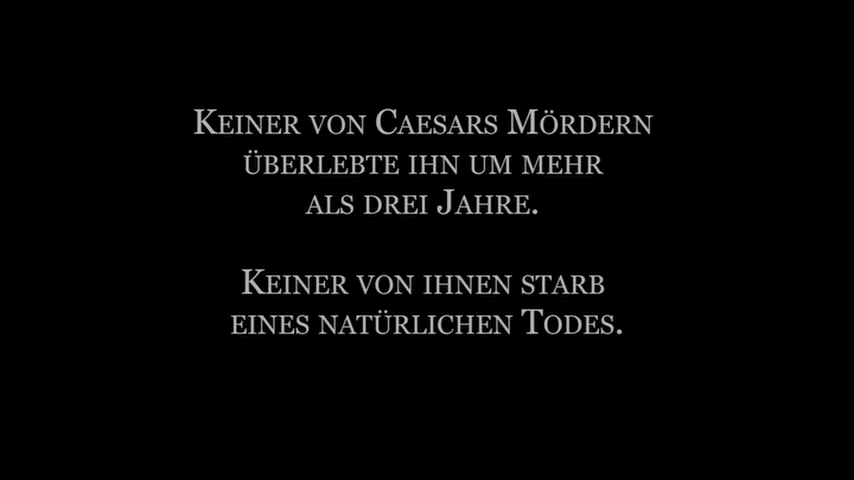 Keiner von Caesars Mördern
überlebte ihn um mehr
als drei Jahre.
Keiner von ihnen starb
eines natürlichen Todes.